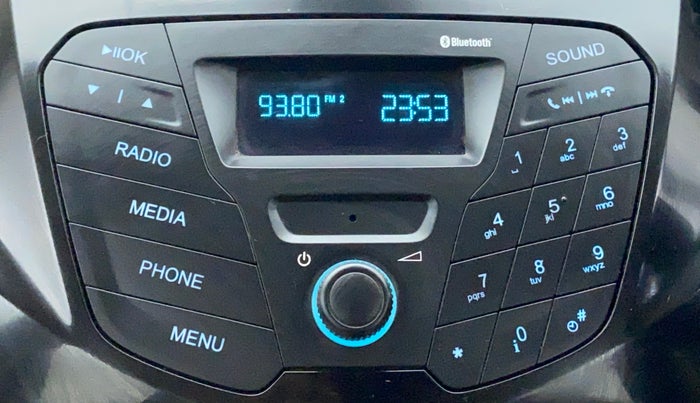 Bluetooth
►IIOK
SOUND
93.80 FM 2 23:53
RADIO
MEDIA
PHONE
MENU
1
2 abc
3 def
4 ghi
5 jkl
6 mno
7 pqrs
8 tuv
9 wxyz
*
0 i
#